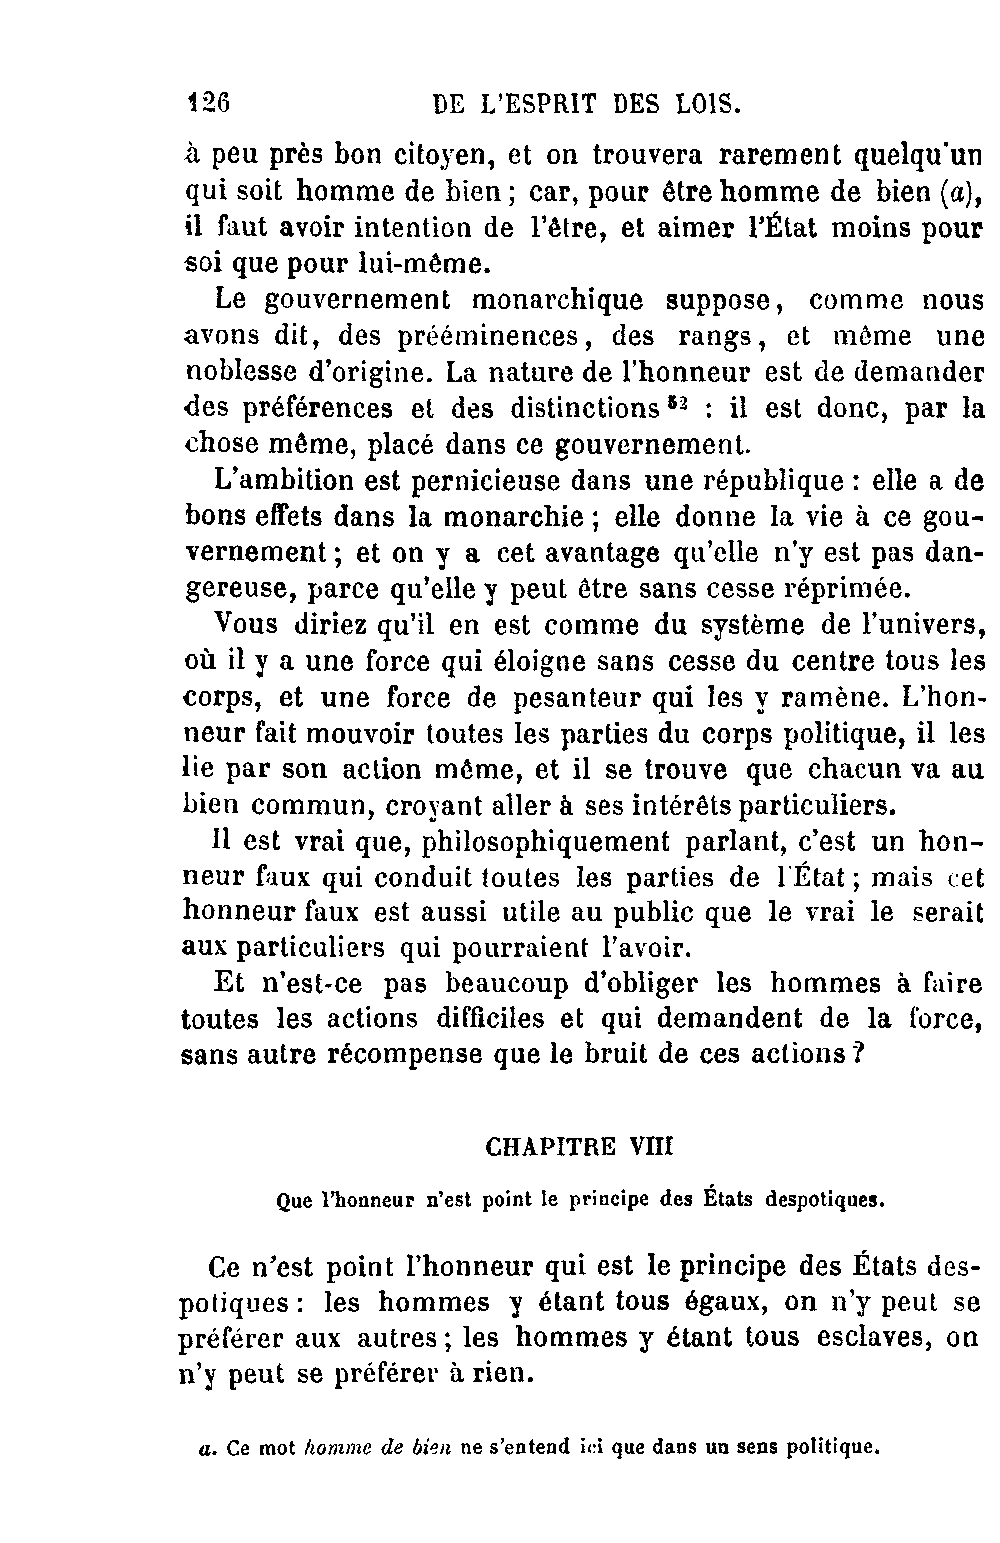 126 DE L'ESPRIT DES LOIS.
à peu près bon citoyen, et on trouvera rarement quelqu'un
qui soit homme de bien ; car, pour être homme de bien (a),
il faut avoir intention de l'être, et aimer l'État moins pour
soi que pour lui-même.
Le gouvernement monarchique suppose, comme nous
avons dit, des prééminences, des rangs, et même une
noblesse d'origine. La nature de l'honneur est de demander
des préférences et des distinctions 52 : il est donc, par la
chose même, placé dans ce gouvernement.
L'ambition est pernicieuse dans une république : elle a de
bons effets dans la monarchie ; elle donne la vie à ce gou-
vernement ; et on y a cet avantage qu'elle n'y est pas dan-
gereuse, parce qu'elle y peut être sans cesse réprimée.
Vous diriez qu'il en est comme du système de l'univers,
où il y a une force qui éloigne sans cesse du centre tous les
corps, et une force de pesanteur qui les y ramène. L'hon-
neur fait mouvoir toutes les parties du corps politique, il les
lie par son action même, et il se trouve que chacun va au
bien commun, croyant aller à ses intérêts particuliers.
Il est vrai que, philosophiquement parlant, c'est un hon-
neur faux qui conduit toutes les parties de l'État ; mais cet
honneur faux est aussi utile au public que le vrai le serait
aux particuliers qui pourraient l'avoir.
Et n'est-ce pas beaucoup d'obliger les hommes à faire
toutes les actions difficiles et qui demandent de la force,
sans autre récompense que le bruit de ces actions ?
CHAPITRE VIII
Que l'honneur n'est point le principe des États despotiques.
Ce n'est point l'honneur qui est le principe des États des-
potiques : les hommes y étant tous égaux, on n'y peut se
préférer aux autres ; les hommes y étant tous esclaves, on
n'y peut se préférer à rien.
a. Ce mot homme de bien ne s'entend ici que dans un sens politique.